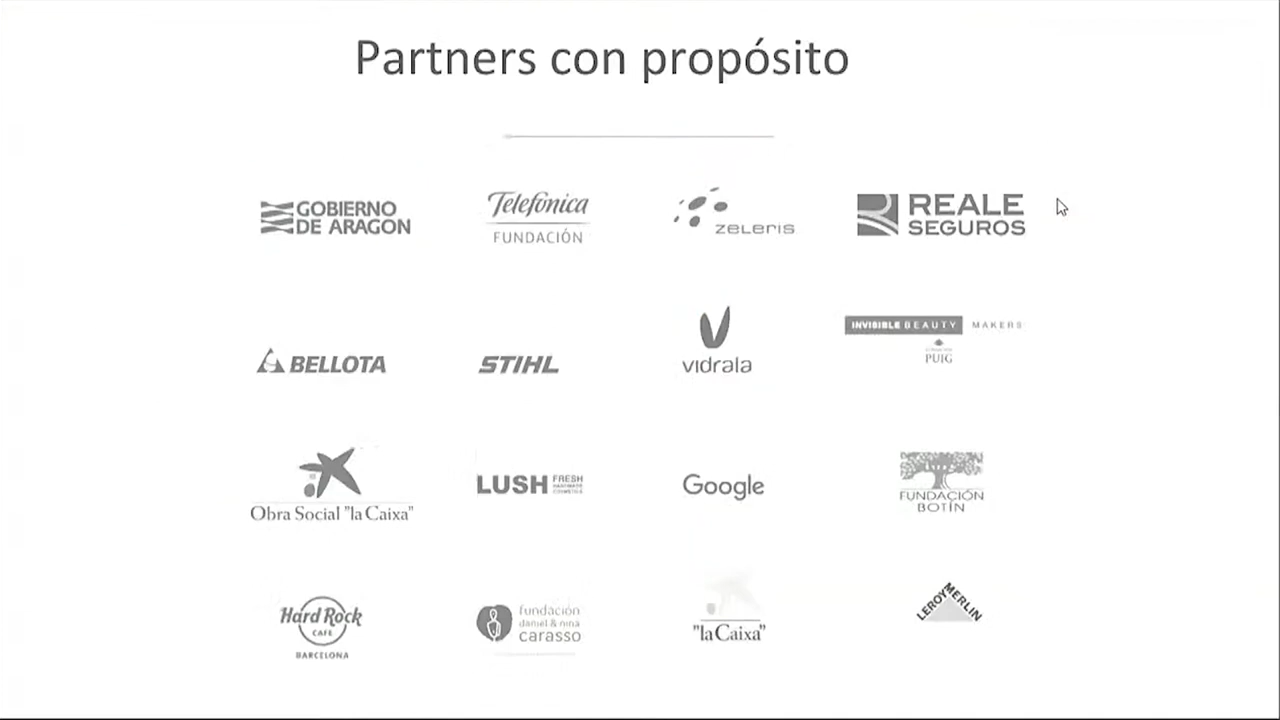 Partners con propósito
GOBIERNO
DE ARAGON
Telefónica
FUNDACIÓN
zeleris
REALE
SEGUROS
BELLOTA
STIHL
vidrala
INVISIBLE BEAUTY MAKERS
PUIG
Obra Social "la Caixa"
LUSH FRESH
HANDMADE
COSMETICS
Google
FUNDACIÓN
BOTÍN
Hard Rock
CAFE
BARCELONA
fundación
daniel & nina
carasso
"la Caixa"
LEROY MERLIN